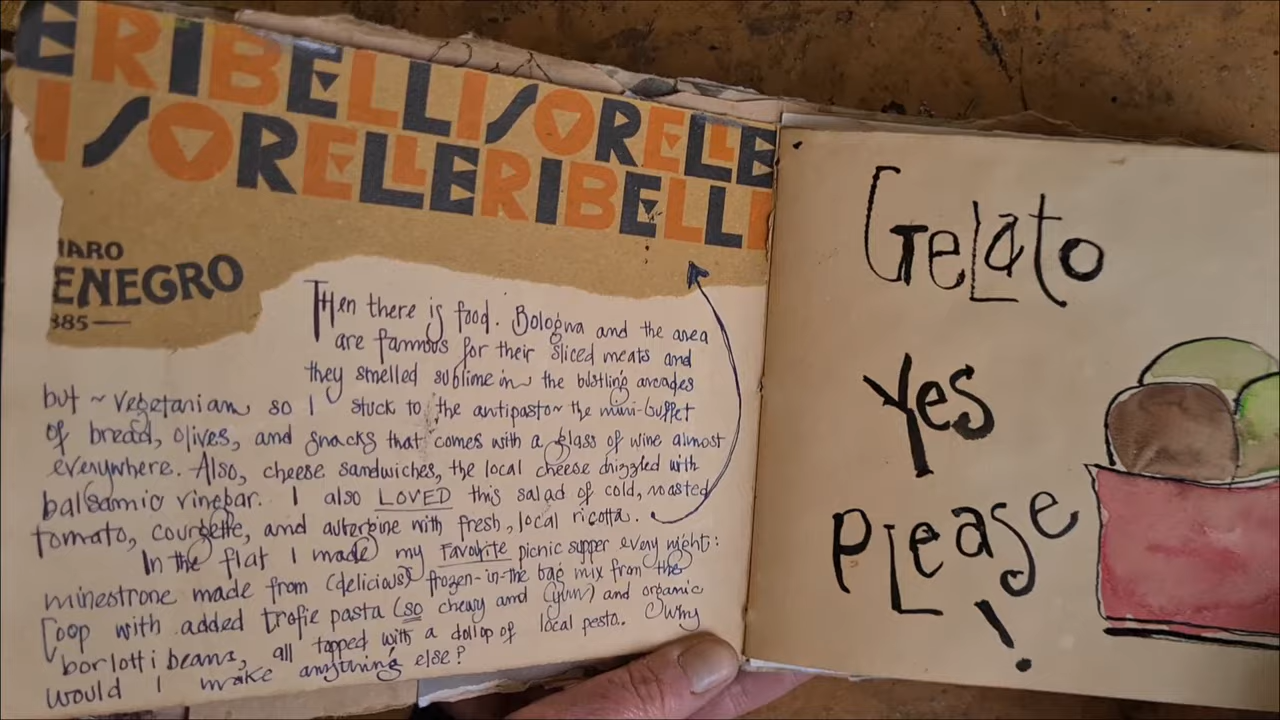 ERIBELLISORELLE
ISORELLERIBELLI
MARO
ENEGRO
885—
Then there is food. Bologna and the area
are famous for their sliced meats and
they smelled sublime in the bustling arcades
but ~ vegetarian so I stuck to the antipasto ~ the mini-buffet
of bread, olives, and snacks that comes with a glass of wine almost
everywhere. Also, cheese sandwiches, the local cheese drizzled with
balsamic vinegar. I also LOVED this salad of cold, roasted
tomato, courgette, and aubergine with fresh, local ricotta.
In the flat I made my favourite picnic supper every night:
minestrone made from (delicious) frozen-in-the bag mix from the
Coop with added trofie pasta (so chewy and (yum) and organic
borlotti beans, all topped with a dollop of local pesto. Why
would I make anything else?
Gelato
Yes
Please
!